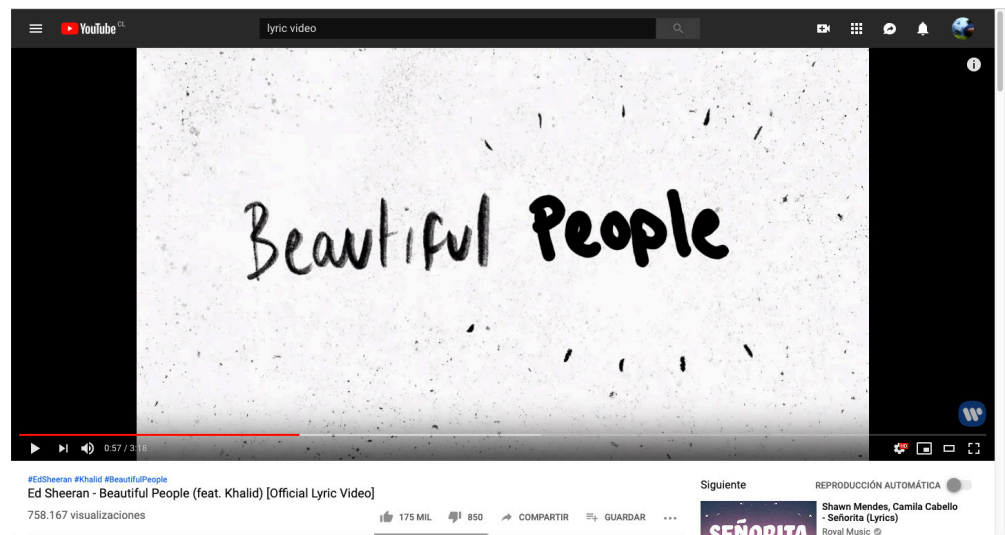 YouTube CL
lyric video
Beautiful People
0:57 / 3:18
HD
#EdSheeran #Khalid #BeautifulPeople
Ed Sheeran - Beautiful People (feat. Khalid) [Official Lyric Video]
758.167 visualizaciones
175 MIL
850
COMPARTIR
GUARDAR
Siguiente
REPRODUCCIÓN AUTOMÁTICA
SEÑORITA
Shawn Mendes, Camila Cabello
- Señorita (Lyrics)
Royal Music